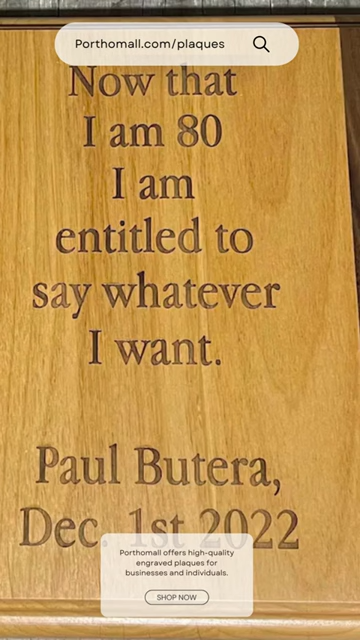 Porthomall.com/plaques
Now that
I am 80
I am
entitled to
say whatever
I want.
Paul Butera,
Dec. 1st 2022
Porthomall offers high-quality
engraved plaques for
businesses and individuals.
SHOP NOW